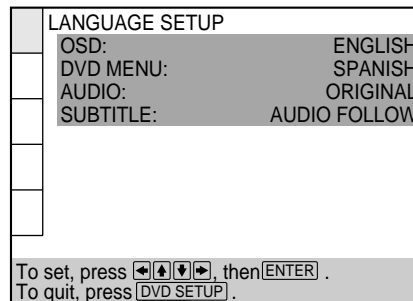 LANGUAGE SETUP
OSD: ENGLISH
DVD MENU: SPANISH
AUDIO: ORIGINAL
SUBTITLE: AUDIO FOLLOW
To set, press ←↑↓→, then ENTER .
To quit, press DVD SETUP .